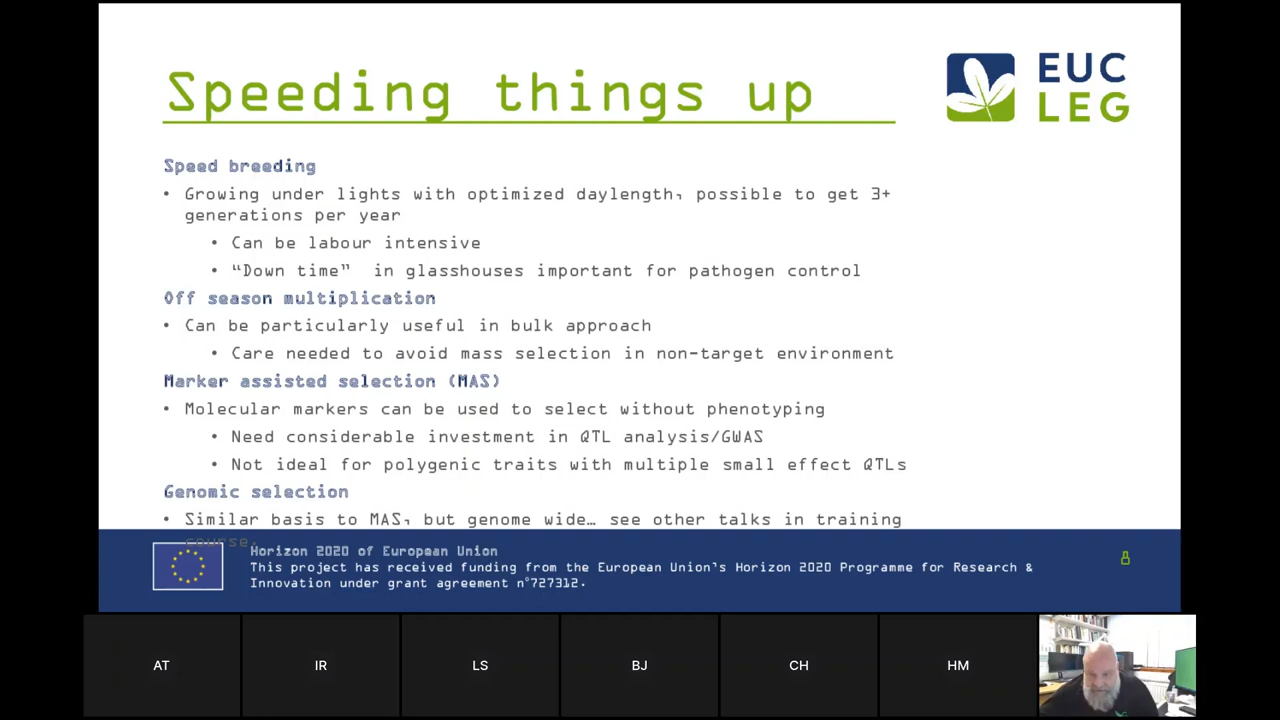 Speeding things up
EUC
LEG
Speed breeding
• Growing under lights with optimized daylength, possible to get 3+
generations per year
• Can be labour intensive
• “Down time” in glasshouses important for pathogen control
Off season multiplication
• Can be particularly useful in bulk approach
• Care needed to avoid mass selection in non-target environment
Marker assisted selection (MAS)
• Molecular markers can be used to select without phenotyping
• Need considerable investment in QTL analysis/GWAS
• Not ideal for polygenic traits with multiple small effect QTLs
Genomic selection
• Similar basis to MAS, but genome wide… see other talks in training
course.
Horizon 2020 of European Union
This project has received funding from the European Union’s Horizon 2020 Programme for Research &
Innovation under grant agreement n°727312.
8
AT
IR
LS
BJ
CH
HM